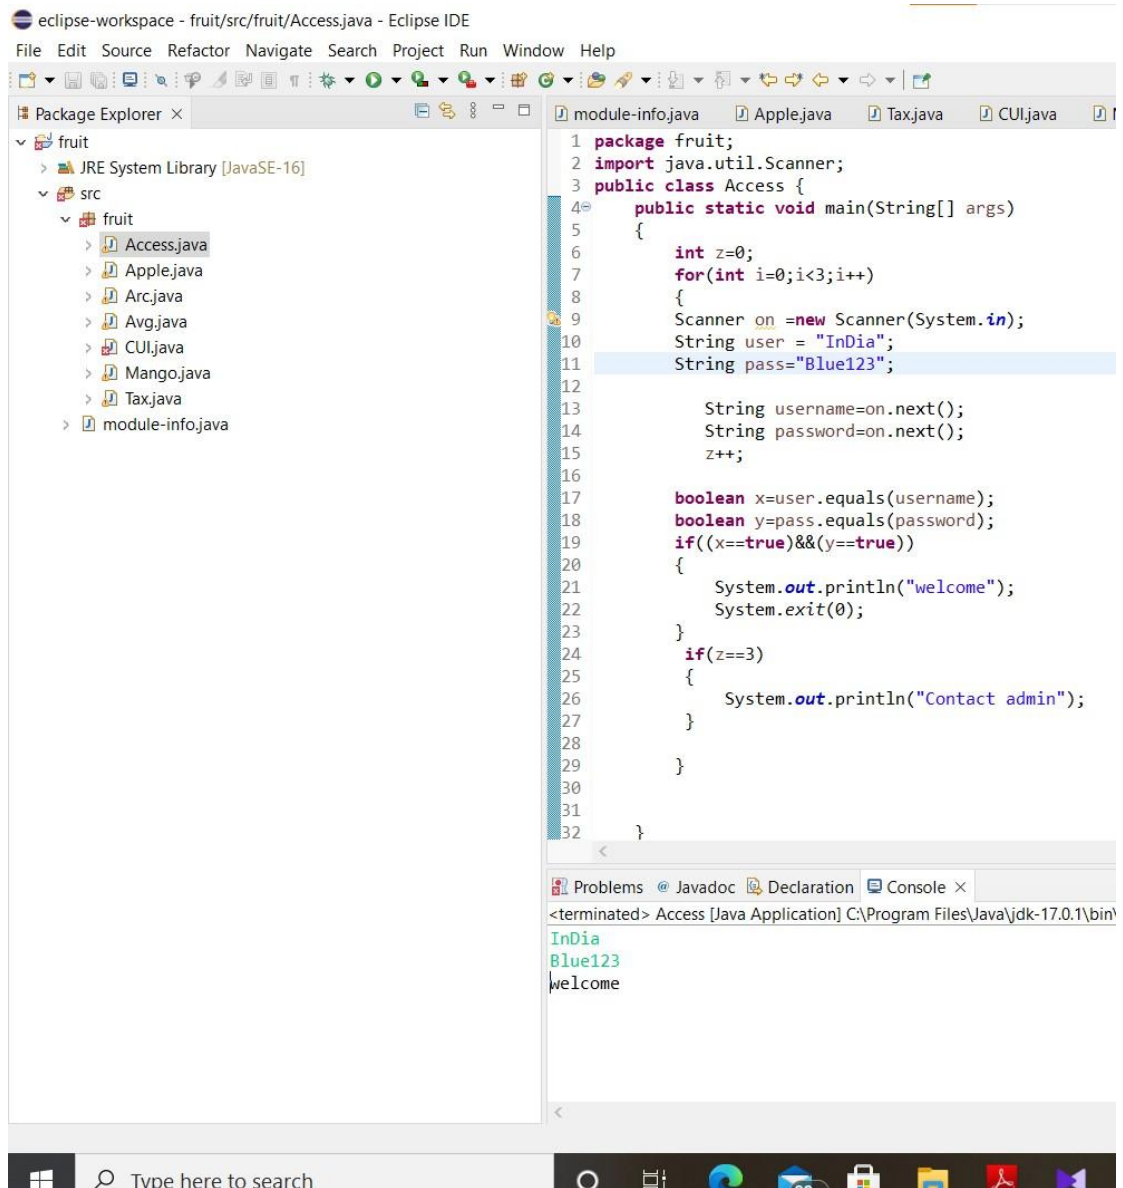 eclipse-workspace - fruit/src/fruit/Access.java - Eclipse IDE
File Edit Source Refactor Navigate Search Project Run Window Help
Package Explorer
fruit
JRE System Library [JavaSE-16]
src
fruit
Access.java
Apple.java
Arc.java
Avg.java
CUI.java
Mango.java
Tax.java
module-info.java
module-info.java Apple.java Tax.java CUI.java
1 package fruit;
2 import java.util.Scanner;
3 public class Access {
4 public static void main(String[] args)
5 {
6 int z=0;
7 for(int i=0;i<3;i++)
8 {
9 Scanner on =new Scanner(System.in);
10 String user = "InDia";
11 String pass="Blue123";
12
13 String username=on.next();
14 String password=on.next();
15 z++;
16
17 boolean x=user.equals(username);
18 boolean y=pass.equals(password);
19 if((x==true)&&(y==true))
20 {
21 System.out.println("welcome");
22 System.exit(0);
23 }
24 if(z==3)
25 {
26 System.out.println("Contact admin");
27 }
28
29 }
30
31
32 }
Problems @ Javadoc Declaration Console
<terminated> Access [Java Application] C:\Program Files\Java\jdk-17.0.1\bin\
InDia
Blue123
welcome
Type here to search